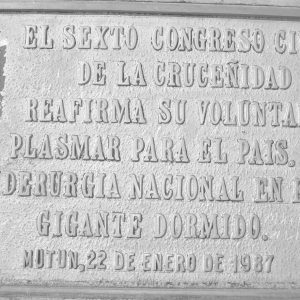 EL SEXTO CONGRESO CI
DE LA CRUCEÑIDAD
REAFIRMA SU VOLUNTA
PLASMAR PARA EL PAIS,
DERURGIA NACIONAL EN
GIGANTE DORMIDO.
MUTUN, 22 DE ENERO DE 1987